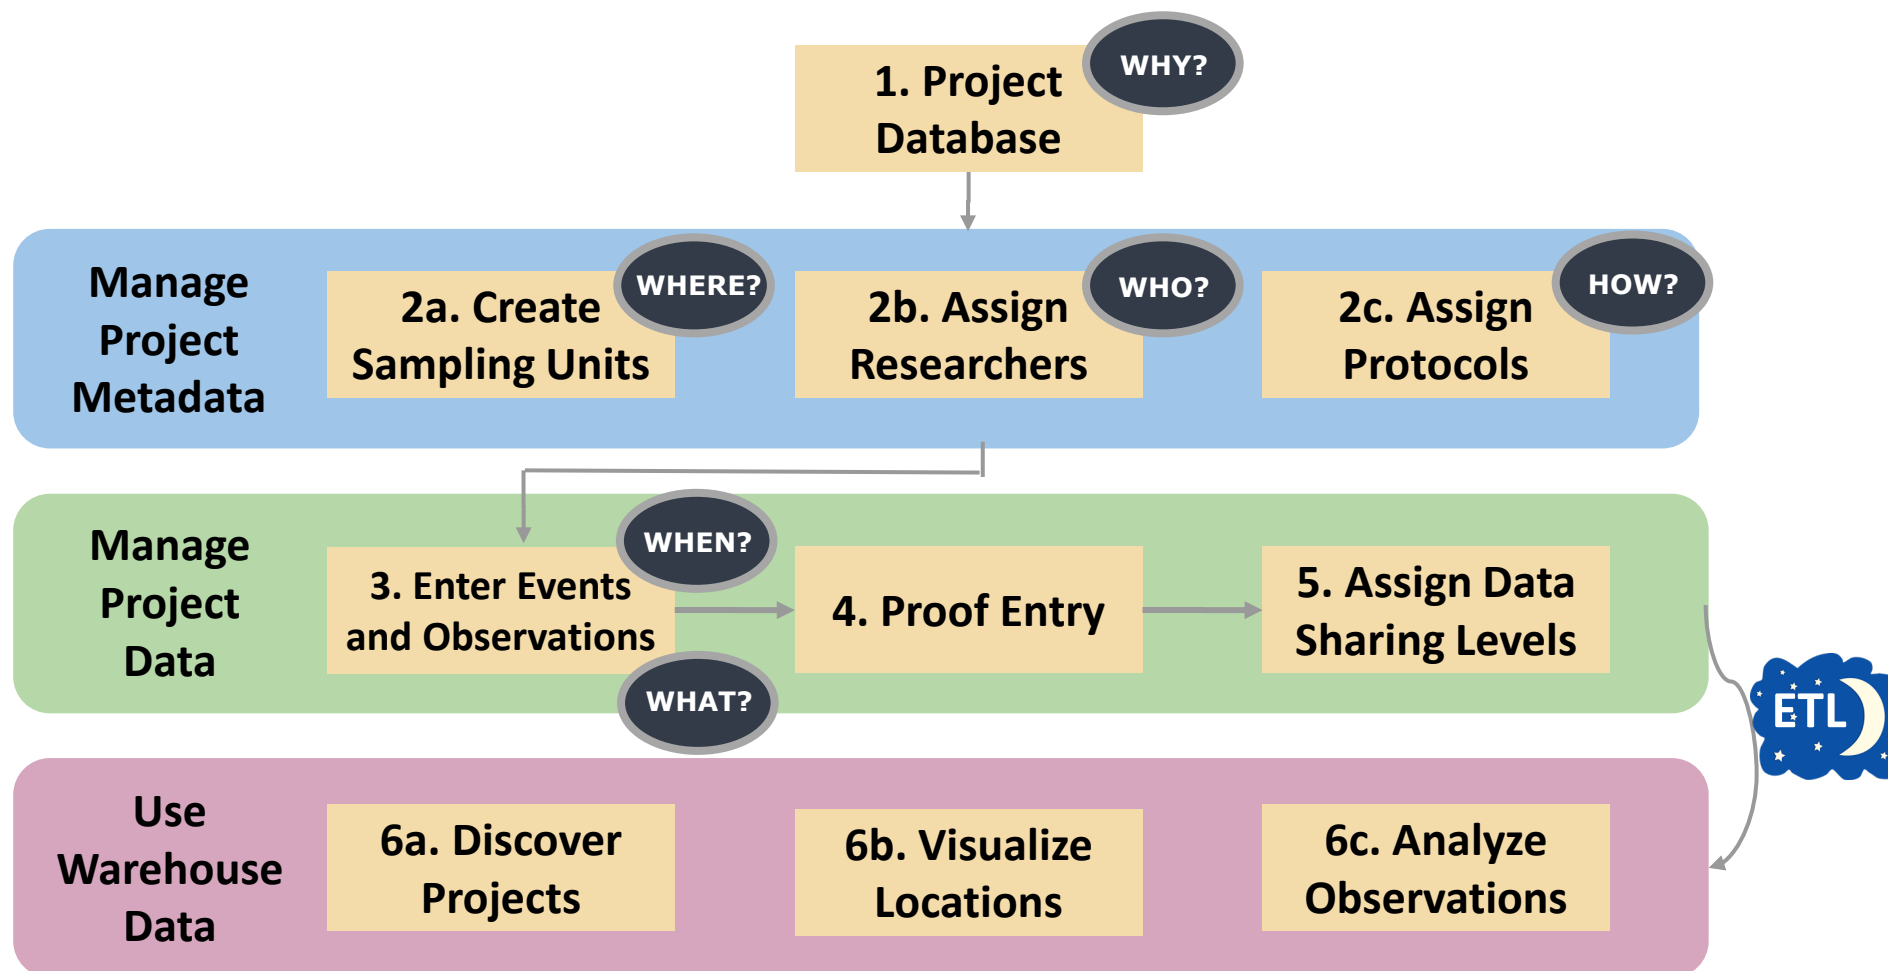 1. Project
Database
WHY?
Manage
Project
Metadata
2a. Create
Sampling Units
WHERE?
2b. Assign
Researchers
WHO?
2c. Assign
Protocols
HOW?
Manage
Project
Data
3. Enter Events
and Observations
WHEN?
WHAT?
4. Proof Entry
5. Assign Data
Sharing Levels
ETL
Use
Warehouse
Data
6a. Discover
Projects
6b. Visualize
Locations
6c. Analyze
Observations